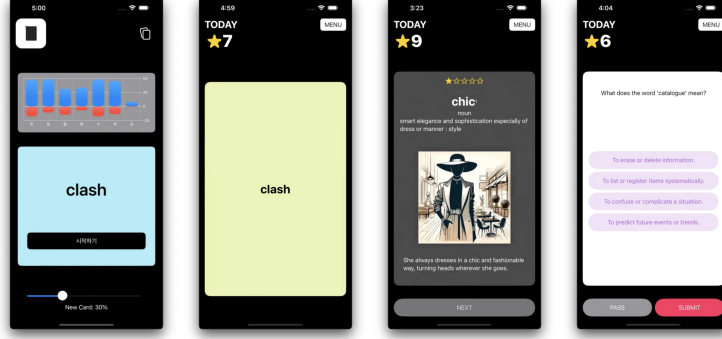 5:00
50
25
0
-25
clash
시작하기
New Card: 30%
4:59
TODAY
MENU
⭐7
clash
3:23
TODAY
MENU
⭐9
★☆☆☆☆
chic
noun
smart elegance and sophistication especially of
dress or manner : style
She always dresses in a chic and fashionable
way, turning heads wherever she goes.
NEXT
4:04
TODAY
MENU
⭐6
What does the word 'catalogue' mean?
To erase or delete information.
To list or register items systematically.
To confuse or complicate a situation.
To predict future events or trends.
PASS
SUBMIT